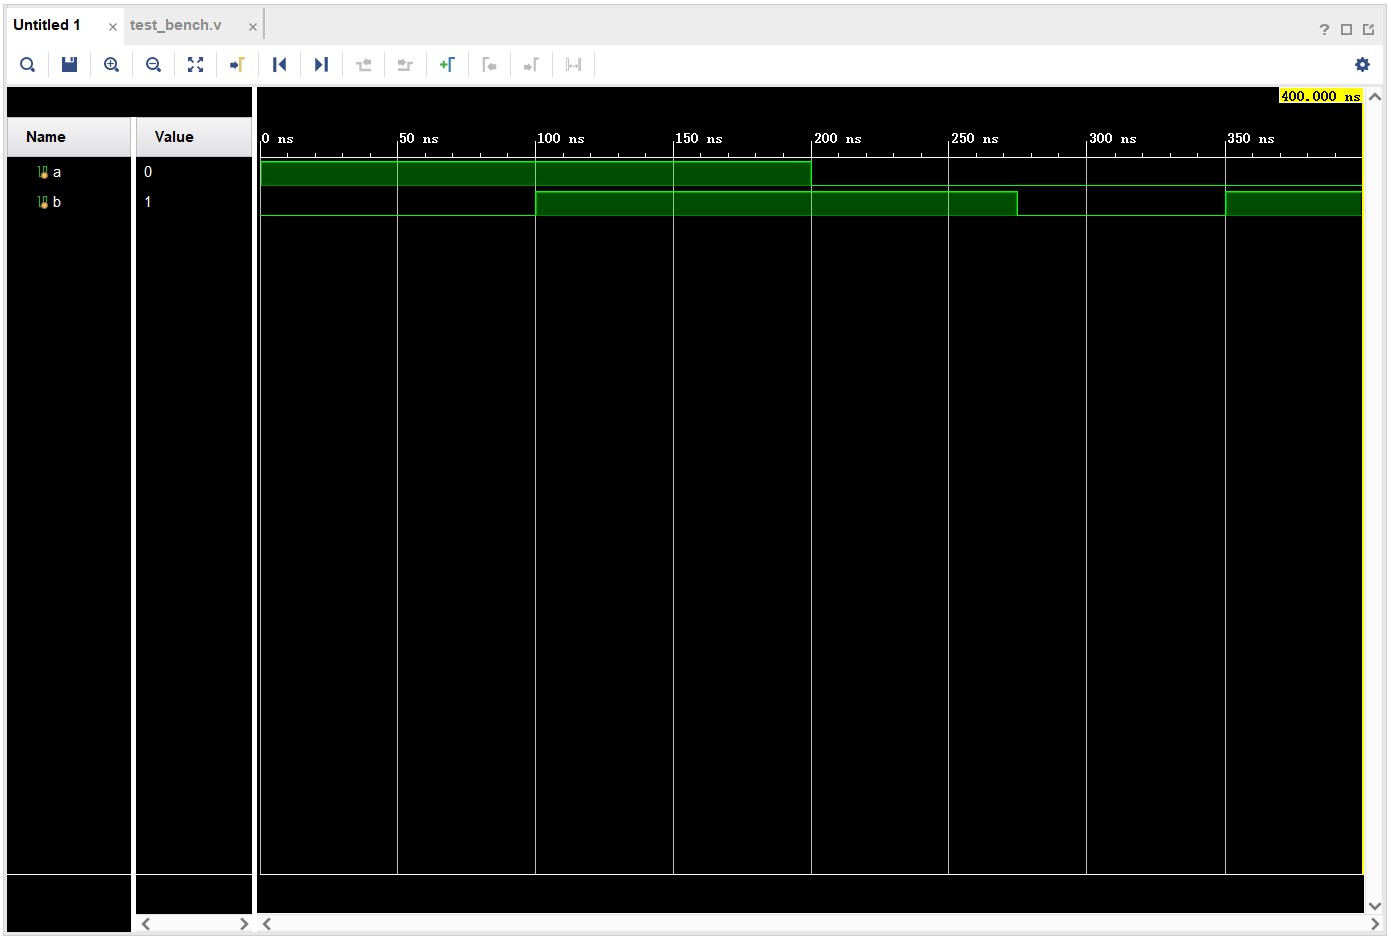 Untitled 1 × test_bench.v ×
?
400.000 ns
Name Value
0 ns 50 ns 100 ns 150 ns 200 ns 250 ns 300 ns 350 ns
a 0
b 1